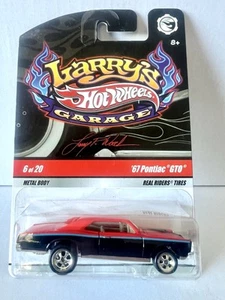 8+
Larry's
Hot Wheels
GARAGE
6 of 20
'67 Pontiac® GTO®
METAL BODY
REAL RIDERS® TIRES